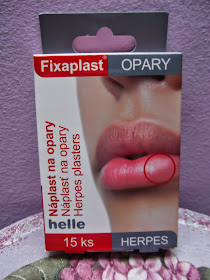 Fixaplast®
OPARY
Náplast na opary
Náplasť na opary
Herpes plasters
helle
15 ks
HERPES